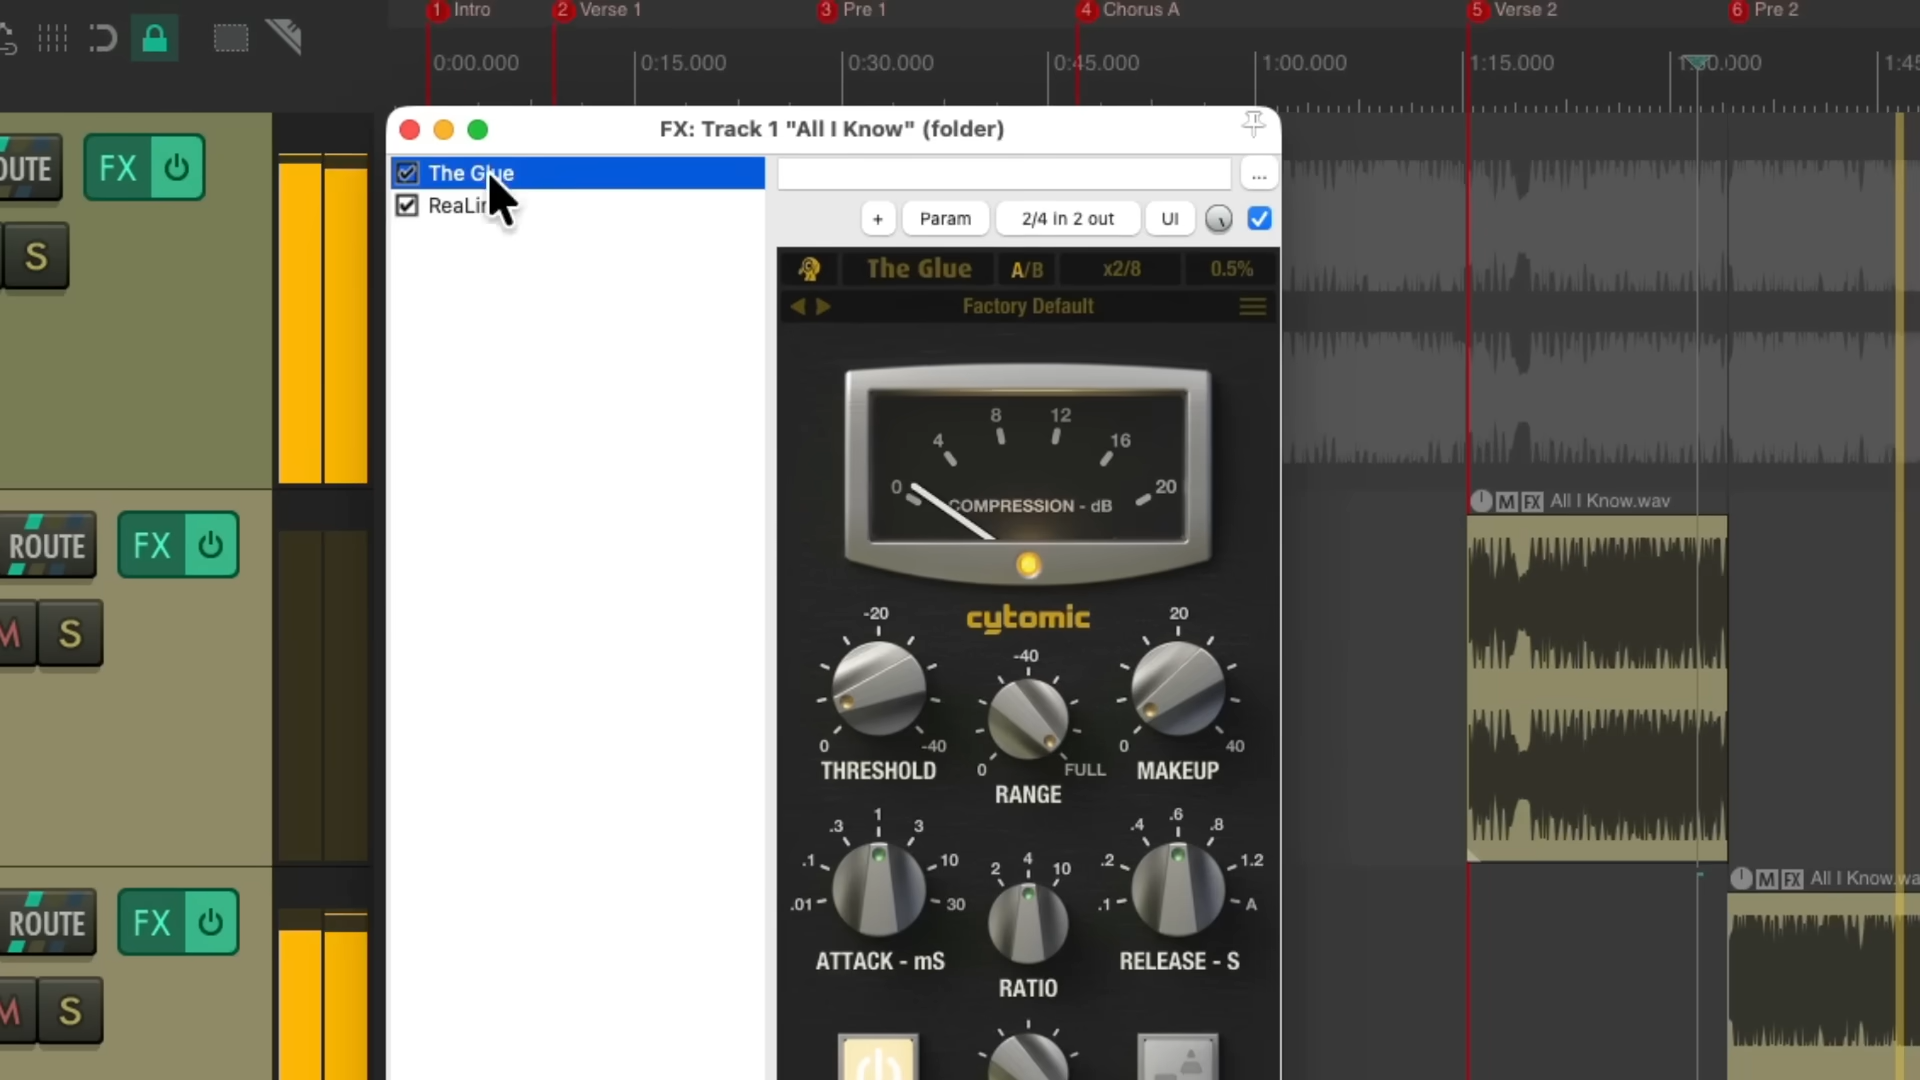 1 Intro
2 Verse 1
3 Pre 1
4 Chorus A
5 Verse 2
6 Pre 2
0:00.000
0:15.000
0:30.000
0:45.000
1:00.000
1:15.000
FX: Track 1 "All I Know" (folder)
The Glue
...
+
Param
2/4 in 2 out
UI
The Glue
A/B
x2/8
0.5%
Factory Default
FX
S
ROUTE
FX
M
S
ROUTE
FX
M
S
0
4
8
12
16
20
COMPRESSION - dB
cytomic
-20
0
-40
THRESHOLD
-40
0
FULL
RANGE
20
0
40
MAKEUP
.01
.1
.3
1
3
10
30
ATTACK - mS
2
4
10
RATIO
.1
.2
.4
.6
.8
1.2
A
RELEASE - S
M FX All I Know.wav
M FX All I Know.wa